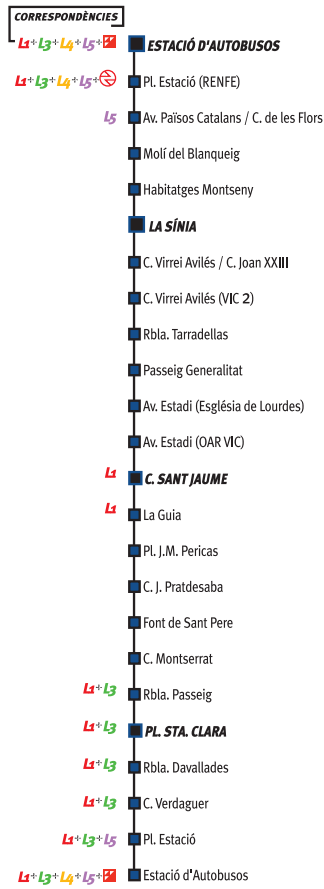 CORRESPONDÈNCIES
L1+L3+L4+L5+ ESTACIÓ D'AUTOBUSOS
L1+L3+L4+L5+ Pl. Estació (RENFE)
L5 Av. Països Catalans / C. de les Flors
Molí del Blanqueig
Habitatges Montseny
LA SÍNIA
C. Virrei Avilés / C. Joan XXIII
C. Virrei Avilés (VIC 2)
Rbla. Tarradellas
Passeig Generalitat
Av. Estadi (Església de Lourdes)
Av. Estadi (OAR VIC)
L1 C. SANT JAUME
L1 La Guia
Pl. J.M. Pericas
C. J. Pratdesaba
Font de Sant Pere
C. Montserrat
L1+L3 Rbla. Passeig
L1+L3 PL. STA. CLARA
L1+L3 Rbla. Davallades
L1+L3 C. Verdaguer
L1+L3+L5 Pl. Estació
L1+L3+L4+L5+ Estació d'Autobusos